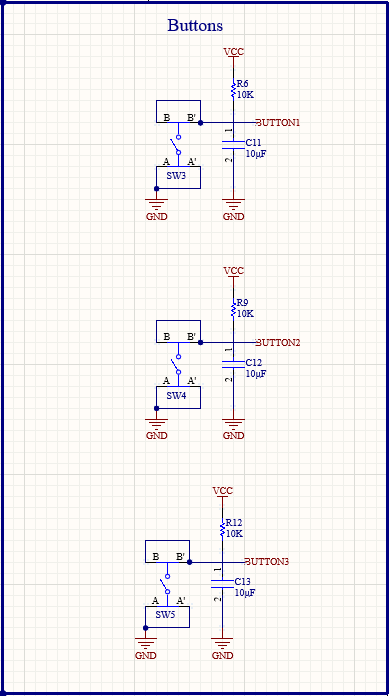 Buttons
VCC
R6
10K
B B'
BUTTON1
1
C11
10µF
2
A A'
SW3
GND
GND
VCC
R9
10K
B B'
BUTTON2
1
C12
10µF
2
A A'
SW4
GND
GND
VCC
R12
10K
B B'
BUTTON3
1
C13
10µF
2
A A'
SW5
GND
GND